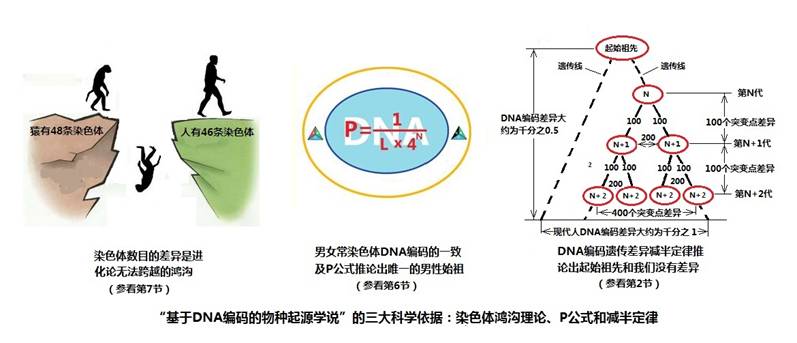 猿有48条染色体
人有46条染色体
染色体数目的差异是进
化论无法跨越的鸿沟
(参看第7节)
DNA
P=1/(L×4^N)
男女常染色体DNA编码的一致
及P公式推论出唯一的男性始祖
(参看第6节)
起始祖先
遗传线
遗传线
DNA编码差异大
约为千分之0.5
N
第N代
100
100
100个突变点差异
N+1
200
N+1
第N+1代
2
100
100
100
100
100个突变点差异
200
200
N+2
N+2
N+2
N+2
第N+2代
400个突变点差异
现代人DNA编码差异大约为千分之1
DNA编码遗传差异减半定律推
论出起始祖先和我们没有差异
(参看第2节)
“基于DNA编码的物种起源学说”的三大科学依据：染色体鸿沟理论、P公式和减半定律